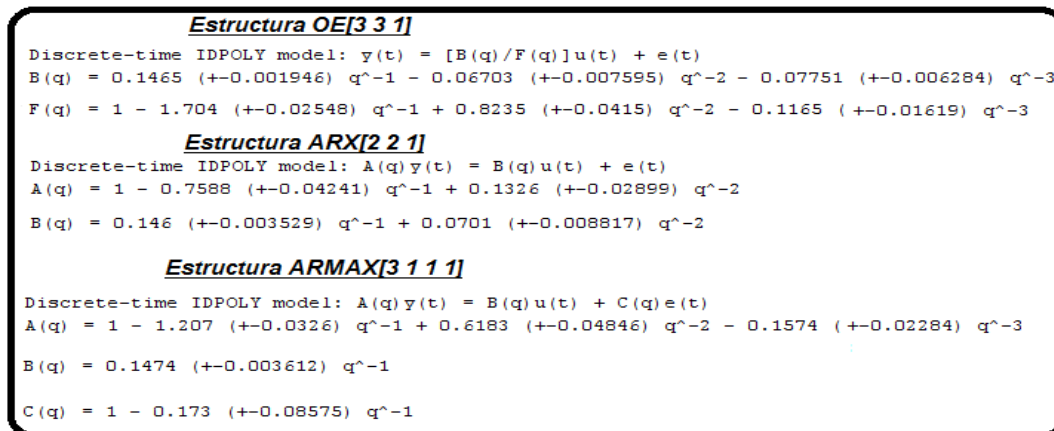 Estructura OE[3 3 1]
Discrete-time IDPOLY model: y(t) = [B(q)/F(q)]u(t) + e(t)
B(q) = 0.1465 (+-0.001946) q^-1 - 0.06703 (+-0.007595) q^-2 - 0.07751 (+-0.006284) q^-3
F(q) = 1 - 1.704 (+-0.02548) q^-1 + 0.8235 (+-0.0415) q^-2 - 0.1165 (+-0.01619) q^-3
Estructura ARX[2 2 1]
Discrete-time IDPOLY model: A(q)y(t) = B(q)u(t) + e(t)
A(q) = 1 - 0.7588 (+-0.04241) q^-1 + 0.1326 (+-0.02899) q^-2
B(q) = 0.146 (+-0.003529) q^-1 + 0.0701 (+-0.008817) q^-2
Estructura ARMAX[3 1 1 1]
Discrete-time IDPOLY model: A(q)y(t) = B(q)u(t) + C(q)e(t)
A(q) = 1 - 1.207 (+-0.0326) q^-1 + 0.6183 (+-0.04846) q^-2 - 0.1574 (+-0.02284) q^-3
B(q) = 0.1474 (+-0.003612) q^-1
C(q) = 1 - 0.173 (+-0.08575) q^-1